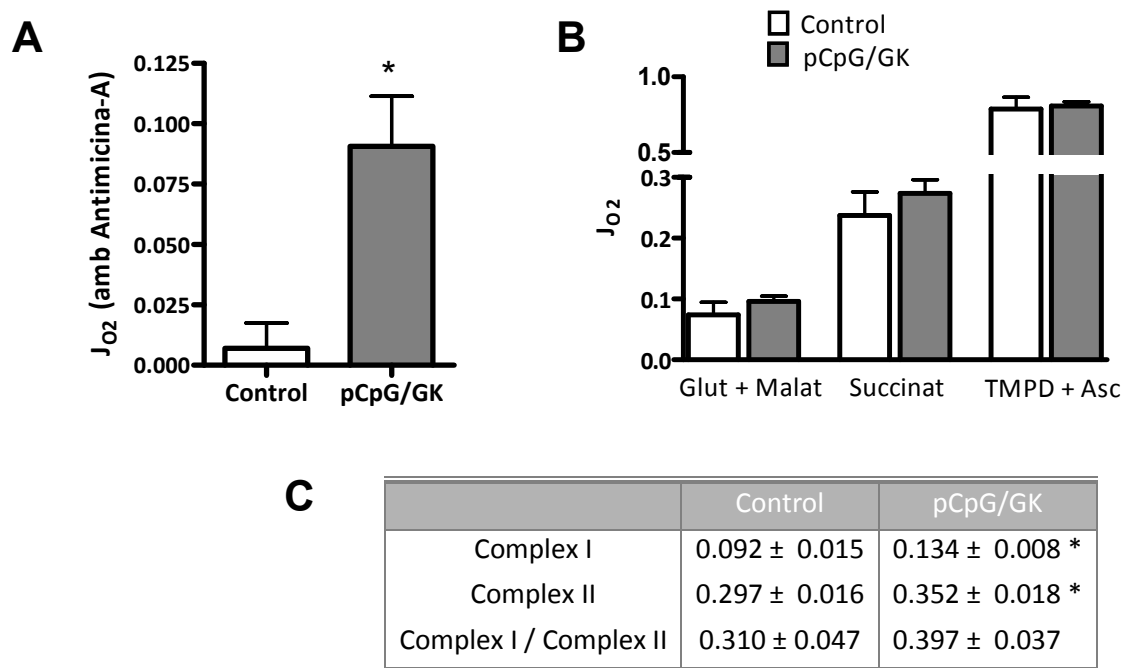 A
J O2 (amb Antimicina-A)
0.125
0.100
0.075
0.050
0.025
0.000
*
Control pCpG/GK
B
Control
pCpG/GK
J O2
1.0
0.5
0.3
0.2
0.1
0.0
Glut + Malat Succinat TMPD + Asc
C
Control pCpG/GK
Complex I 0.092 ± 0.015 0.134 ± 0.008 *
Complex II 0.297 ± 0.016 0.352 ± 0.018 *
Complex I / Complex II 0.310 ± 0.047 0.397 ± 0.037